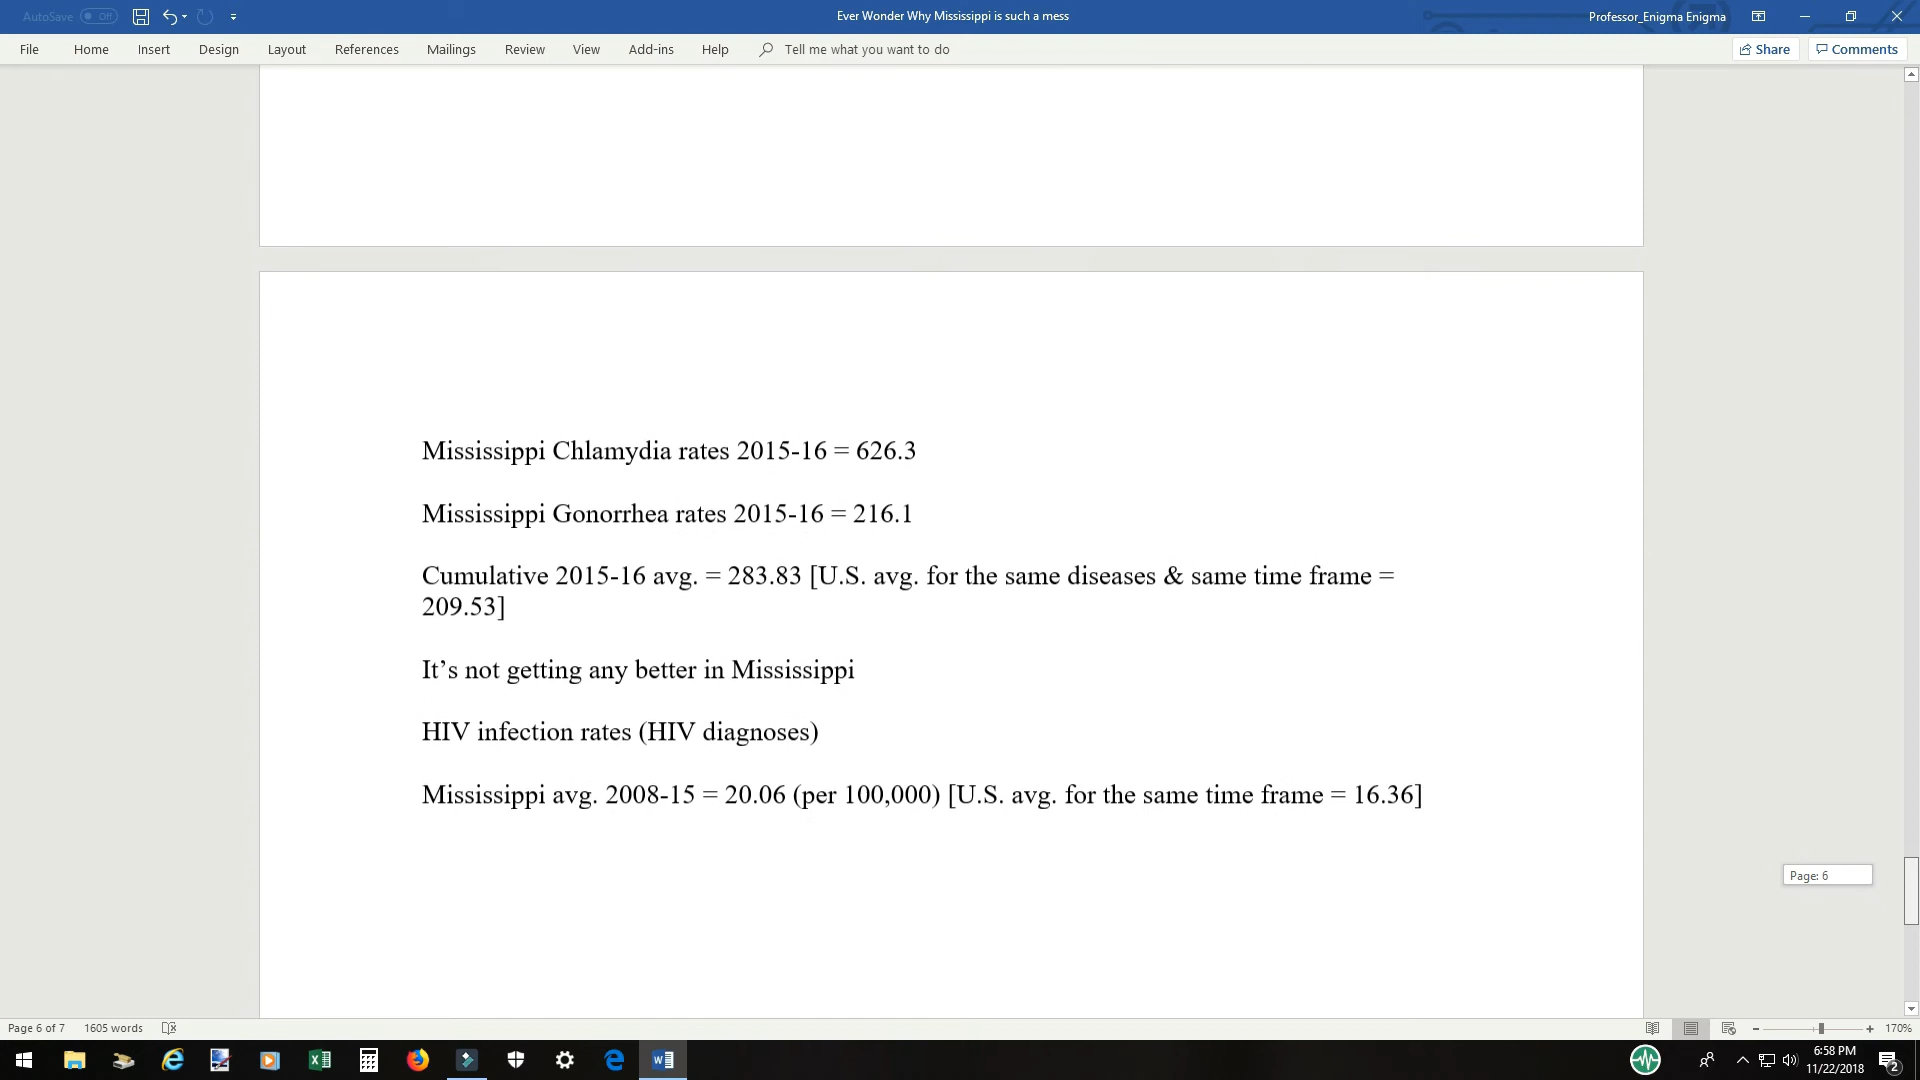 AutoSave Off
Ever Wonder Why Mississippi is such a mess
Professor_Enigma Enigma
File Home Insert Design Layout References Mailings Review View Add-ins Help Tell me what you want to do
Share Comments
Mississippi Chlamydia rates 2015-16 = 626.3
Mississippi Gonorrhea rates 2015-16 = 216.1
Cumulative 2015-16 avg. = 283.83 [U.S. avg. for the same diseases & same time frame =
209.53]
It’s not getting any better in Mississippi
HIV infection rates (HIV diagnoses)
Mississippi avg. 2008-15 = 20.06 (per 100,000) [U.S. avg. for the same time frame = 16.36]
Page: 6
Page 6 of 7 1605 words
170%
6:58 PM
11/22/2018
2